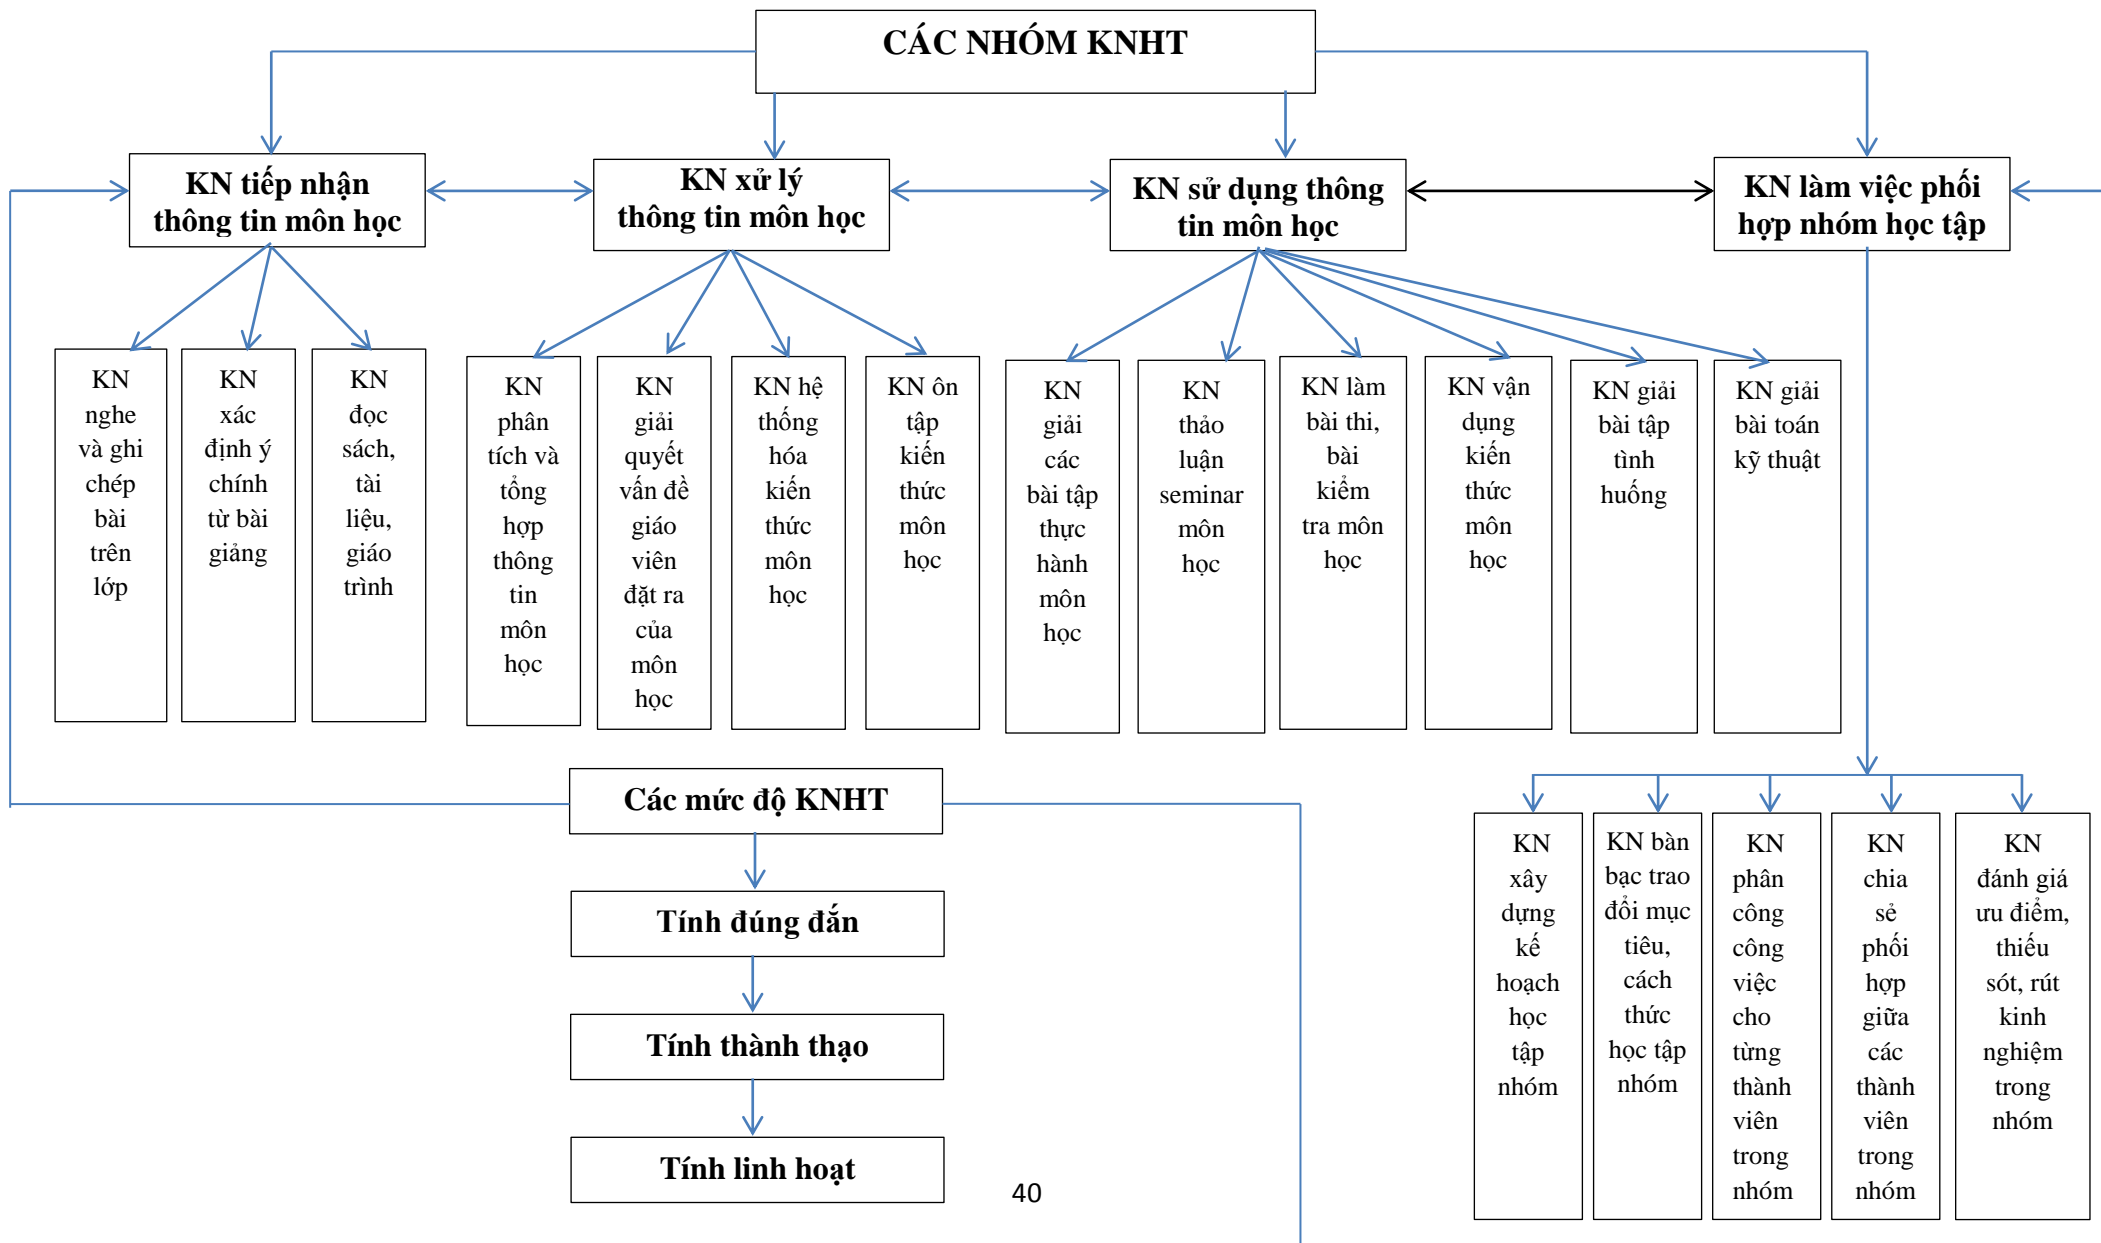 CÁC NHÓM KNHT
KN tiếp nhận
thông tin môn học
KN xử lý
thông tin môn học
KN sử dụng thông
tin môn học
KN làm việc phối
hợp nhóm học tập
KN
nghe
và ghi
chép
bài
trên
lớp
KN
xác
định ý
chính
từ bài
giảng
KN
đọc
sách,
tài
liệu,
giáo
trình
KN
phân
tích và
tổng
hợp
thông
tin
môn
học
KN
giải
quyết
vấn đề
giáo
viên
đặt ra
của
môn
học
KN hệ
thống
hóa
kiến
thức
môn
học
KN ôn
tập
kiến
thức
môn
học
KN
giải
các
bài tập
thực
hành
môn
học
KN
thảo
luận
seminar
môn
học
KN làm
bài thi,
bài
kiểm
tra môn
học
KN vận
dụng
kiến
thức
môn
học
KN giải
bài tập
tình
huống
KN giải
bài toán
kỹ thuật
Các mức độ KNHT
Tính đúng đắn
Tính thành thạo
Tính linh hoạt
KN
xây
dựng
kế
hoạch
học
tập
nhóm
KN bàn
bạc trao
đổi mục
tiêu,
cách
thức
học tập
nhóm
KN
phân
công
công
việc
cho
từng
thành
viên
trong
nhóm
KN
chia
sẻ
phối
hợp
giữa
các
thành
viên
trong
nhóm
KN
đánh giá
ưu điểm,
thiếu
sót, rút
kinh
nghiệm
trong
nhóm
40